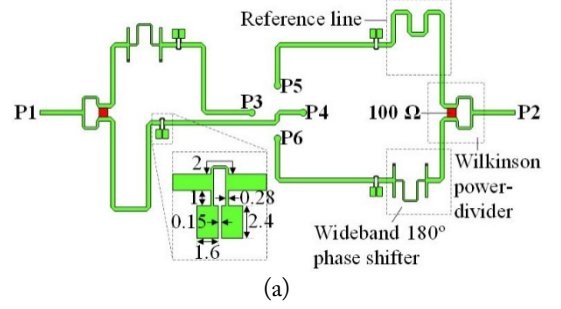 Reference line
P5
P3
P4
P1
100 Ω
P2
P6
2
Wilkinson
power-
divider
1
0.28
0.15
2.4
1.6
Wideband 180°
phase shifter
(a)